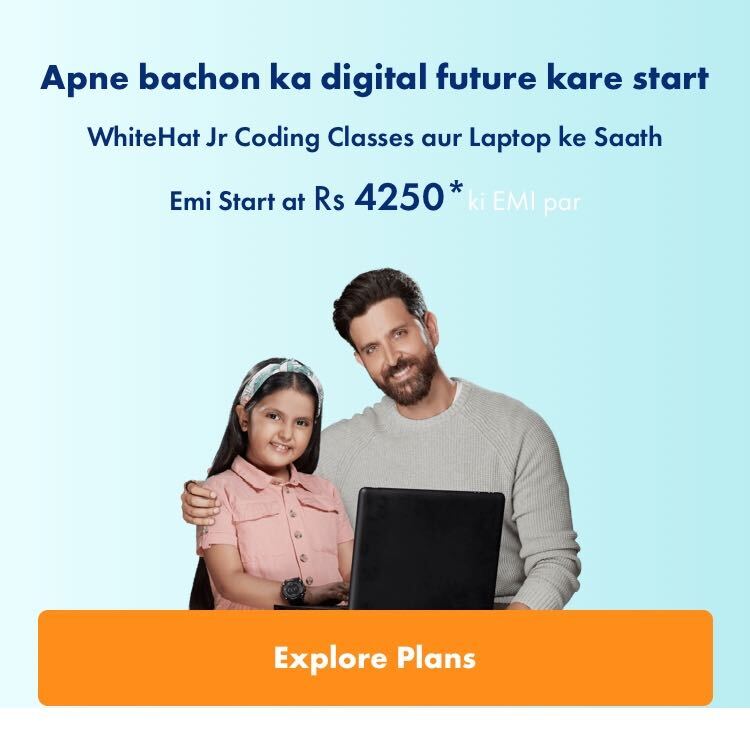 Apne bachon ka digital future kare start
WhiteHat Jr Coding Classes aur Laptop ke Saath
Emi Start at Rs 4250* ki EMI par
Explore Plans